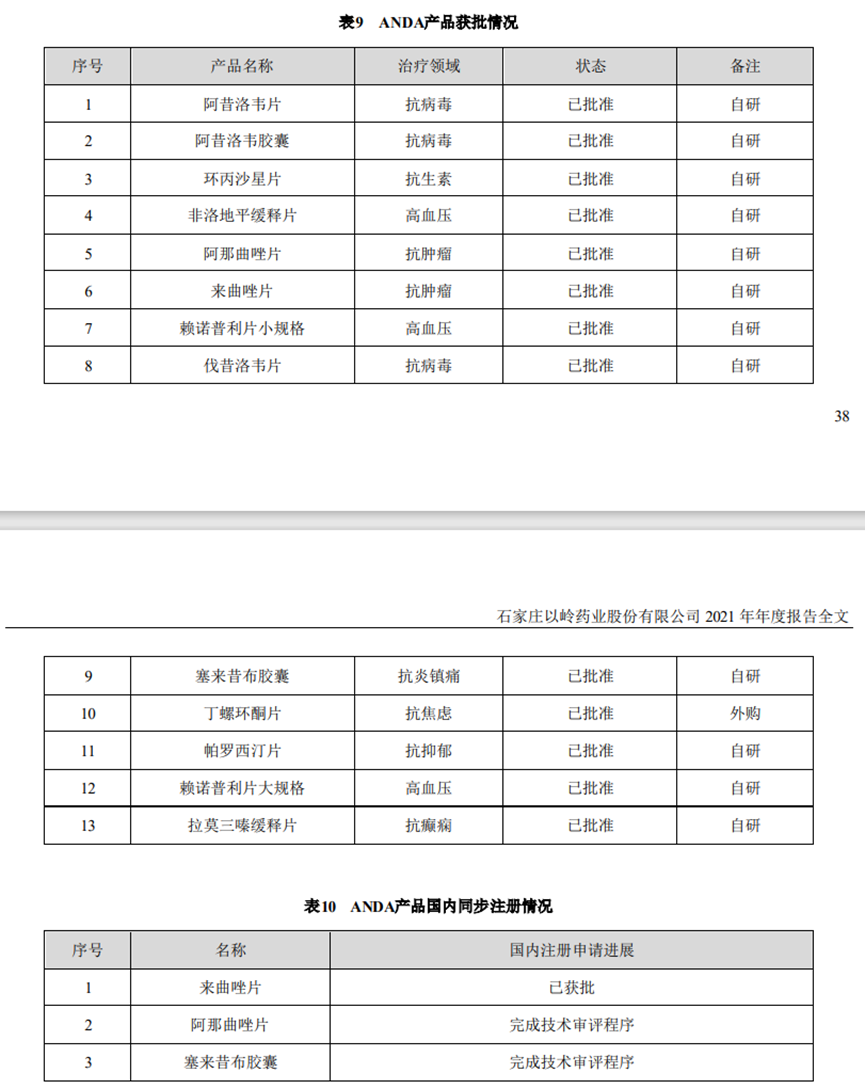 表9 ANDA产品获批情况
序号 产品名称 治疗领域 状态 备注
1 阿昔洛韦片 抗病毒 已批准 自研
2 阿昔洛韦胶囊 抗病毒 已批准 自研
3 环丙沙星片 抗生素 已批准 自研
4 非洛地平缓释片 高血压 已批准 自研
5 阿那曲唑片 抗肿瘤 已批准 自研
6 来曲唑片 抗肿瘤 已批准 自研
7 赖诺普利片小规格 高血压 已批准 自研
8 伐昔洛韦片 抗病毒 已批准 自研
38
石家庄以岭药业股份有限公司 2021 年年度报告全文
9 塞来昔布胶囊 抗炎镇痛 已批准 自研
10 丁螺环酮片 抗焦虑 已批准 外购
11 帕罗西汀片 抗抑郁 已批准 自研
12 赖诺普利片大规格 高血压 已批准 自研
13 拉莫三嗪缓释片 抗癫痫 已批准 自研
表10 ANDA产品国内同步注册情况
序号 名称 国内注册申请进展
1 来曲唑片 已获批
2 阿那曲唑片 完成技术审评程序
3 塞来昔布胶囊 完成技术审评程序